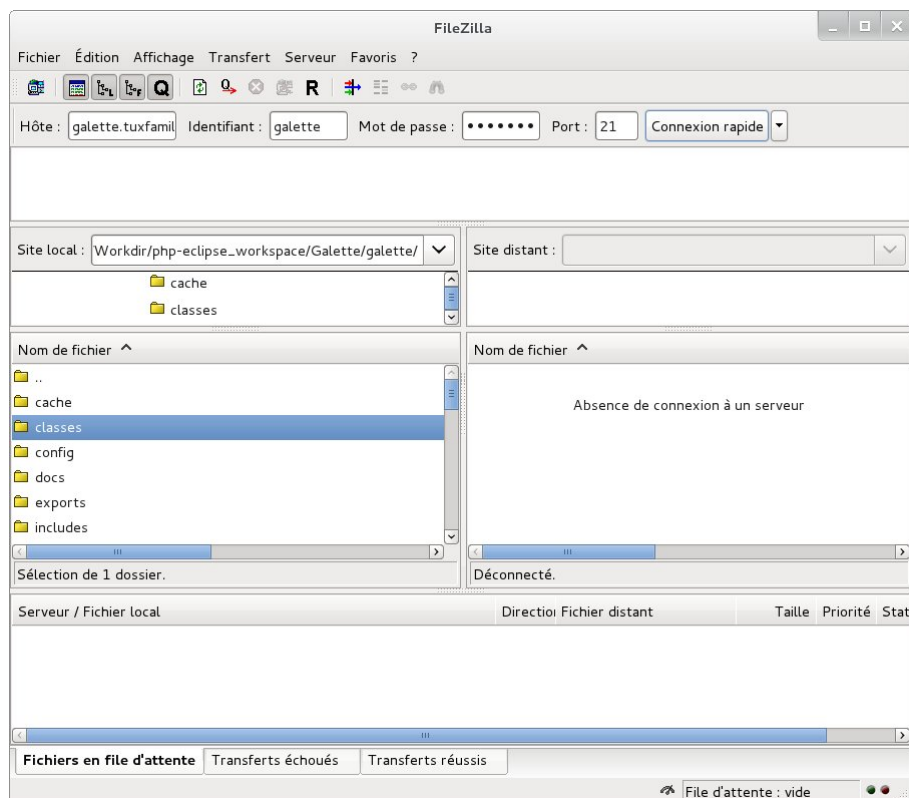 FileZilla
Fichier Édition Affichage Transfert Serveur Favoris ?
Hôte : galette.tuxfamil Identifiant : galette Mot de passe : ••••••• Port : 21 Connexion rapide
Site local : Workdir/php-eclipse_workspace/Galette/galette/ Site distant :
cache
classes
Nom de fichier Nom de fichier
..
cache
Absence de connexion à un serveur
classes
config
docs
exports
includes
Sélection de 1 dossier. Déconnecté.
Serveur / Fichier local Direction Fichier distant Taille Priorité Stat
Fichiers en file d'attente Transferts échoués Transferts réussis
File d'attente : vide